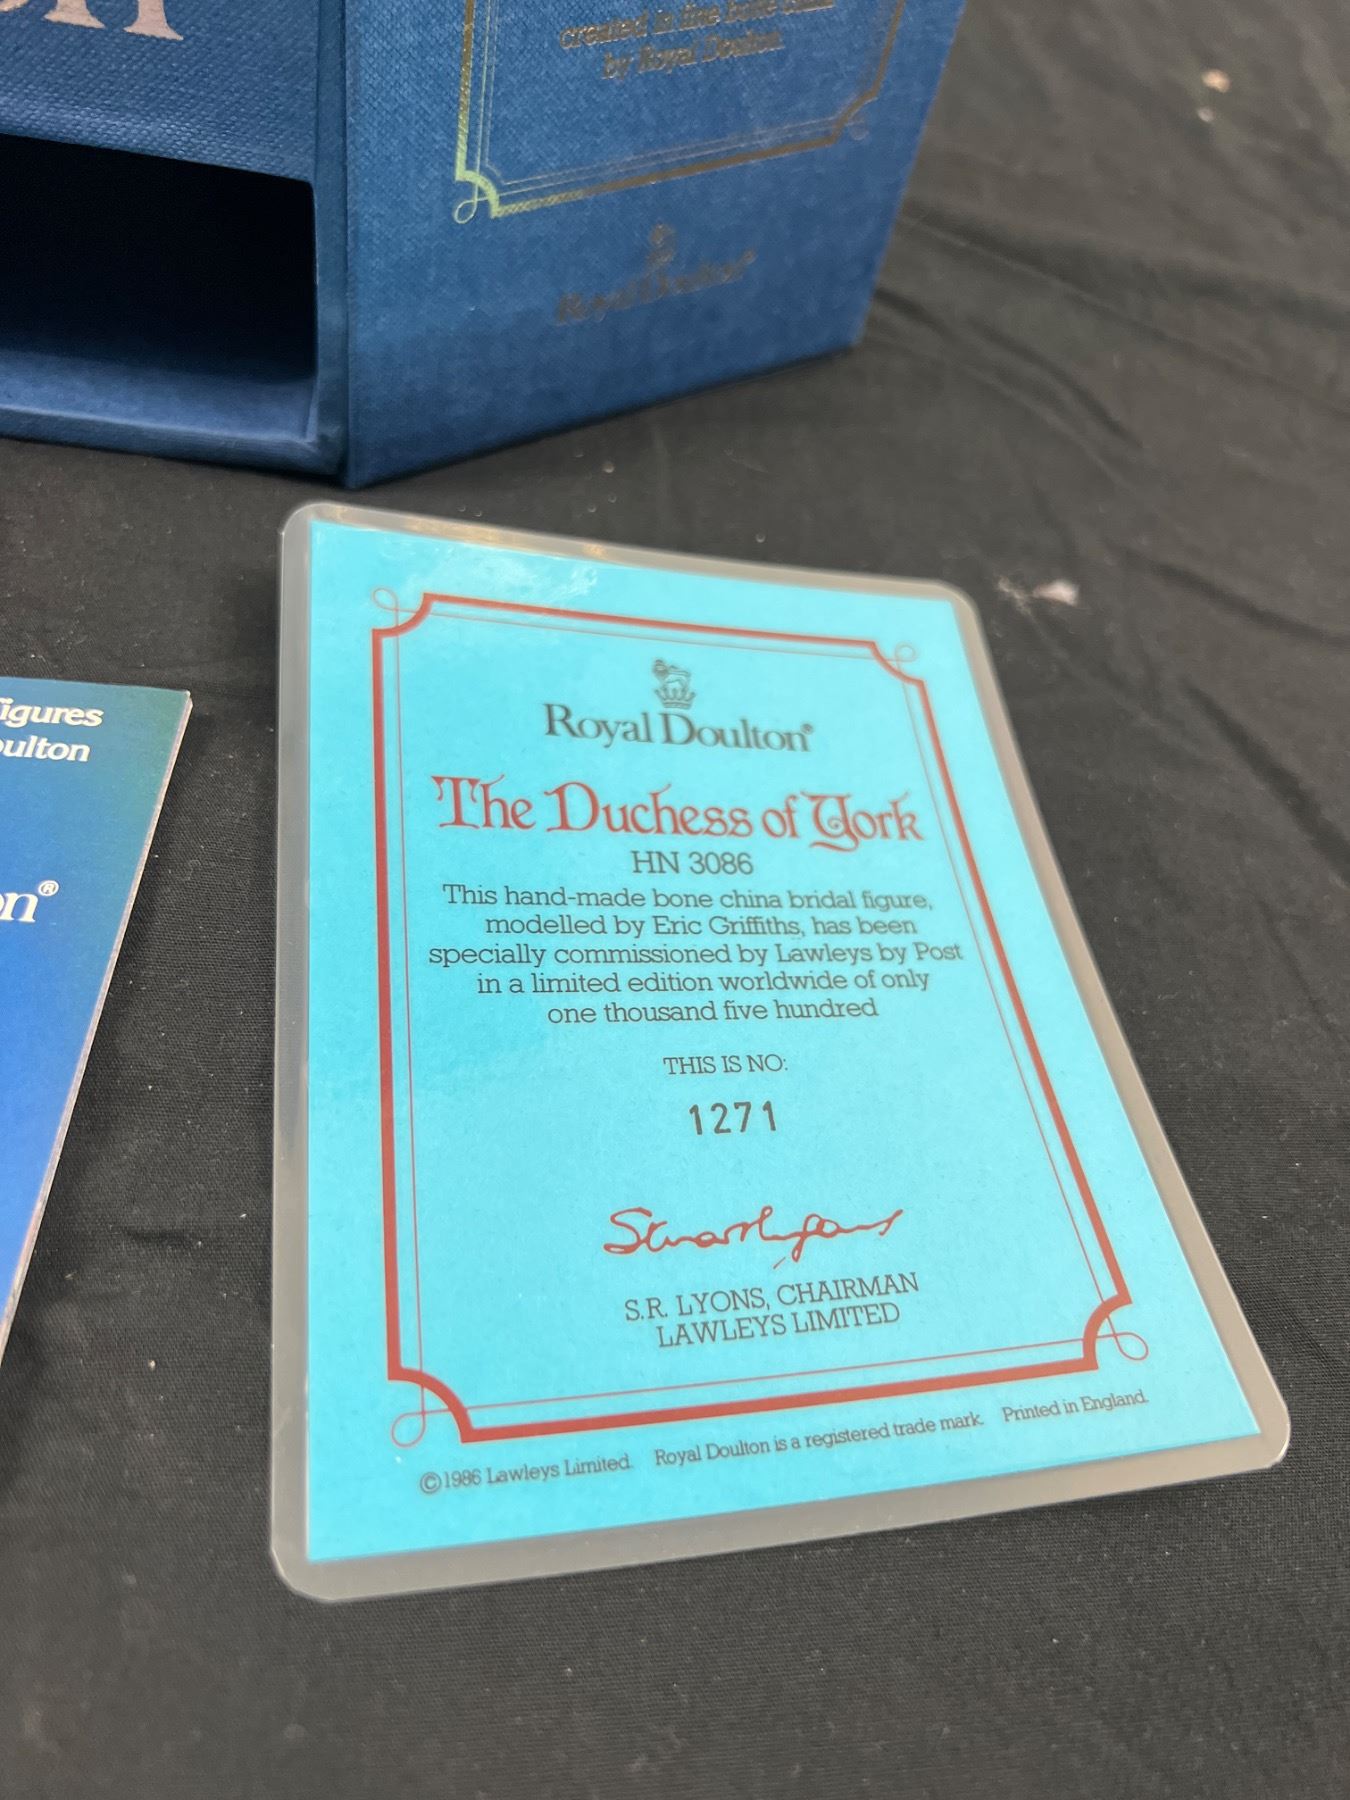 created in fine bone china
by Royal Doulton
Royal Doulton
igures
oulton
n®
Royal Doulton®
The Duchess of York
HN 3086
This hand-made bone china bridal figure,
modelled by Eric Griffiths, has been
specially commissioned by Lawleys by Post
in a limited edition worldwide of only
one thousand five hundred
THIS IS NO:
1271
Stuart Lyons
S.R. LYONS, CHAIRMAN
LAWLEYS LIMITED
©1986 Lawleys Limited. Royal Doulton is a registered trade mark. Printed in England.